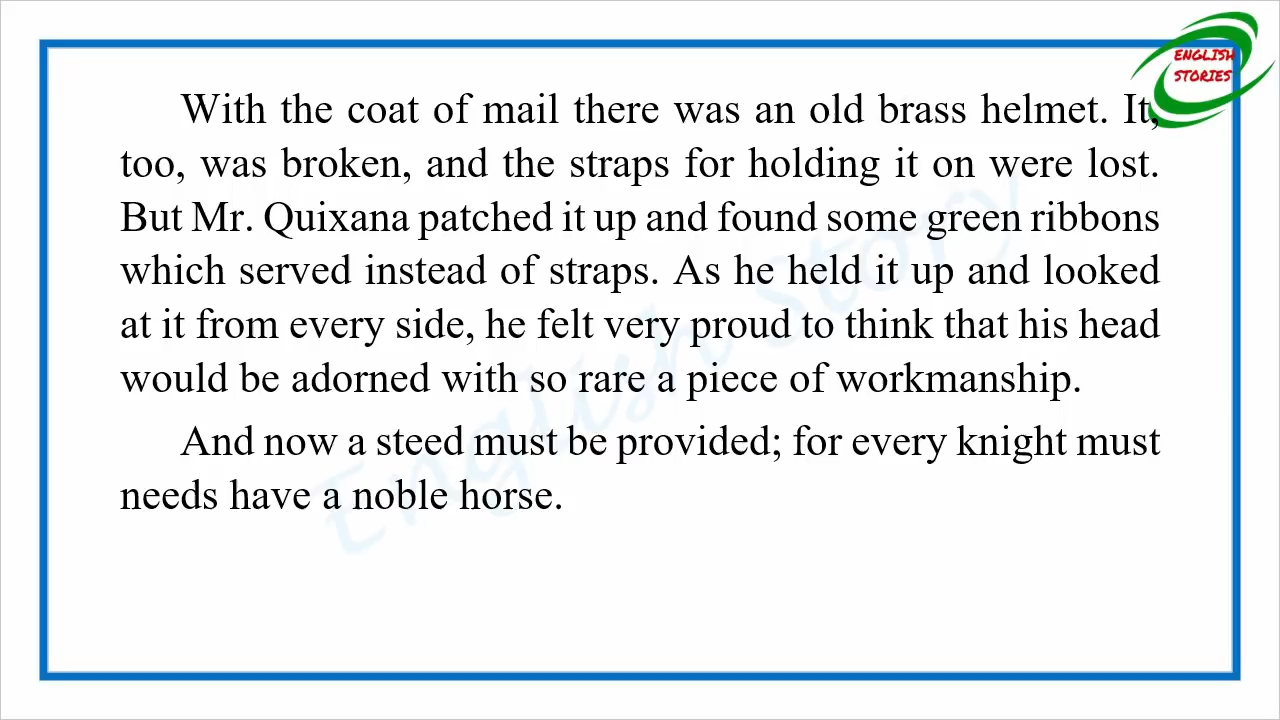 ENGLISH
STORIES
With the coat of mail there was an old brass helmet. It,
too, was broken, and the straps for holding it on were lost.
But Mr. Quixana patched it up and found some green ribbons
which served instead of straps. As he held it up and looked
at it from every side, he felt very proud to think that his head
would be adorned with so rare a piece of workmanship.
And now a steed must be provided; for every knight must
needs have a noble horse.
English Story